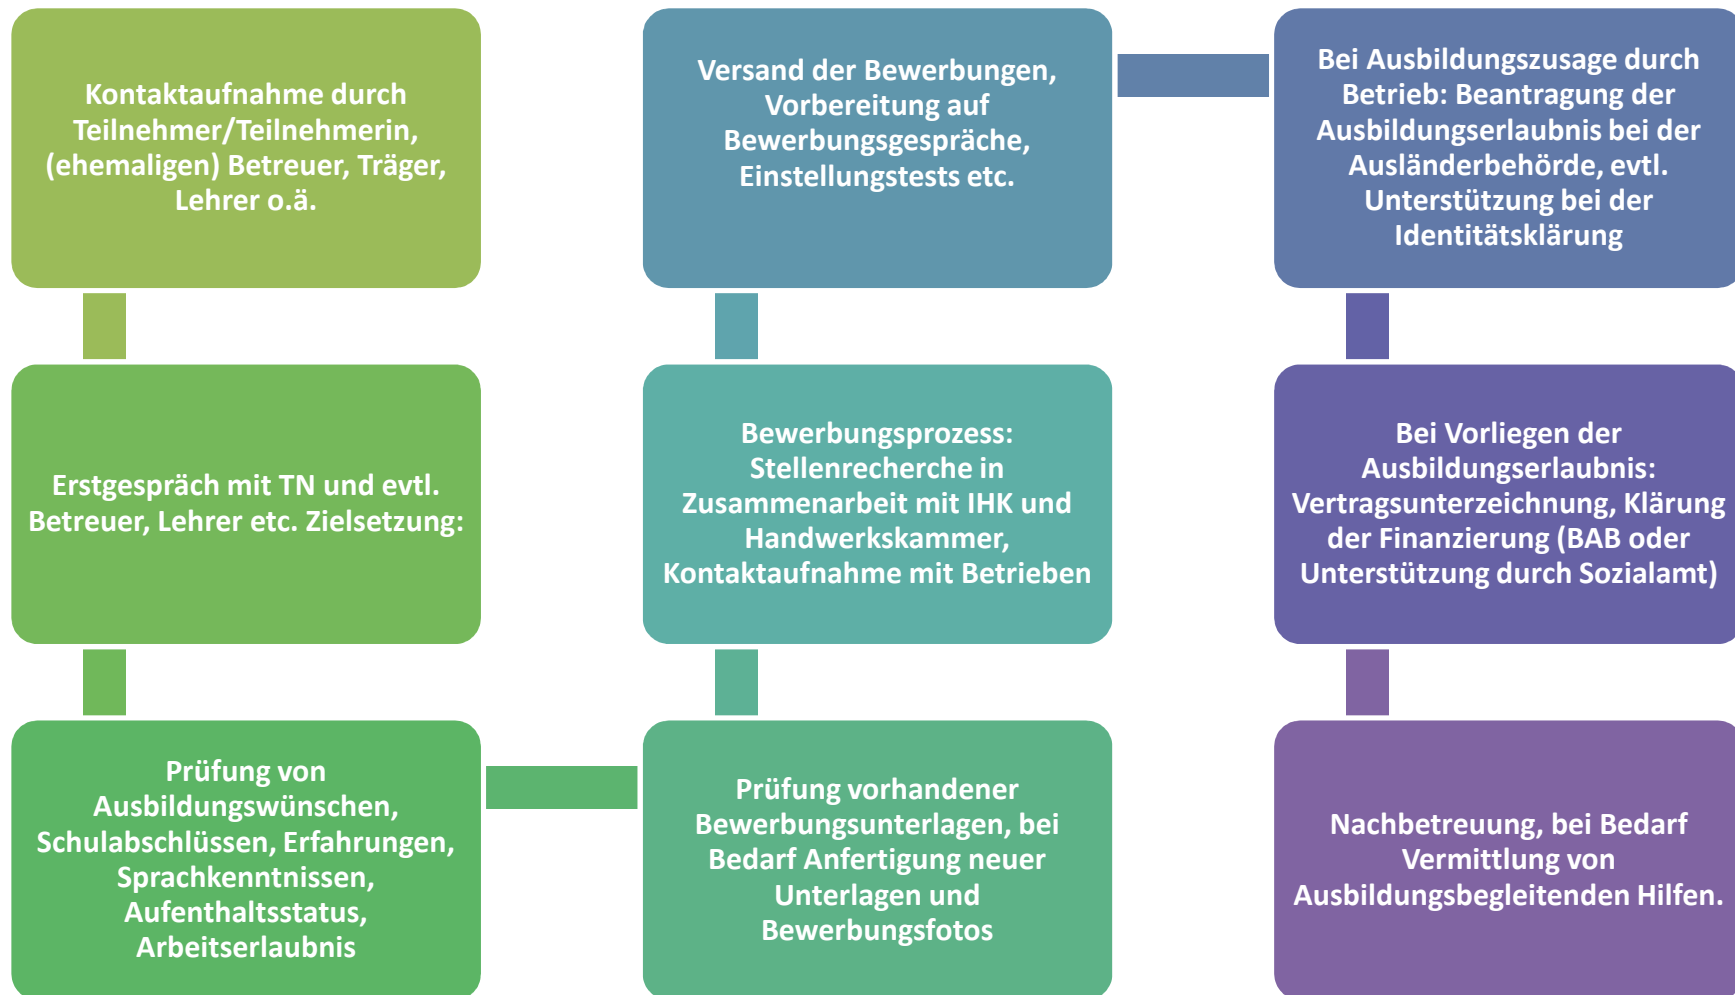 Kontaktaufnahme durch
Teilnehmer/Teilnehmerin,
(ehemaligen) Betreuer, Träger,
Lehrer o.ä.
Erstgespräch mit TN und evtl.
Betreuer, Lehrer etc. Zielsetzung:
Prüfung von
Ausbildungswünschen,
Schulabschlüssen, Erfahrungen,
Sprachkenntnissen,
Aufenthaltsstatus,
Arbeitserlaubnis
Prüfung vorhandener
Bewerbungsunterlagen, bei
Bedarf Anfertigung neuer
Unterlagen und
Bewerbungsfotos
Bewerbungsprozess:
Stellenrecherche in
Zusammenarbeit mit IHK und
Handwerkskammer,
Kontaktaufnahme mit Betrieben
Versand der Bewerbungen,
Vorbereitung auf
Bewerbungsgespräche,
Einstellungstests etc.
Bei Ausbildungszusage durch
Betrieb: Beantragung der
Ausbildungserlaubnis bei der
Ausländerbehörde, evtl.
Unterstützung bei der
Identitätsklärung
Bei Vorliegen der
Ausbildungserlaubnis:
Vertragsunterzeichnung, Klärung
der Finanzierung (BAB oder
Unterstützung durch Sozialamt)
Nachbetreuung, bei Bedarf
Vermittlung von
Ausbildungsbegleitenden Hilfen.